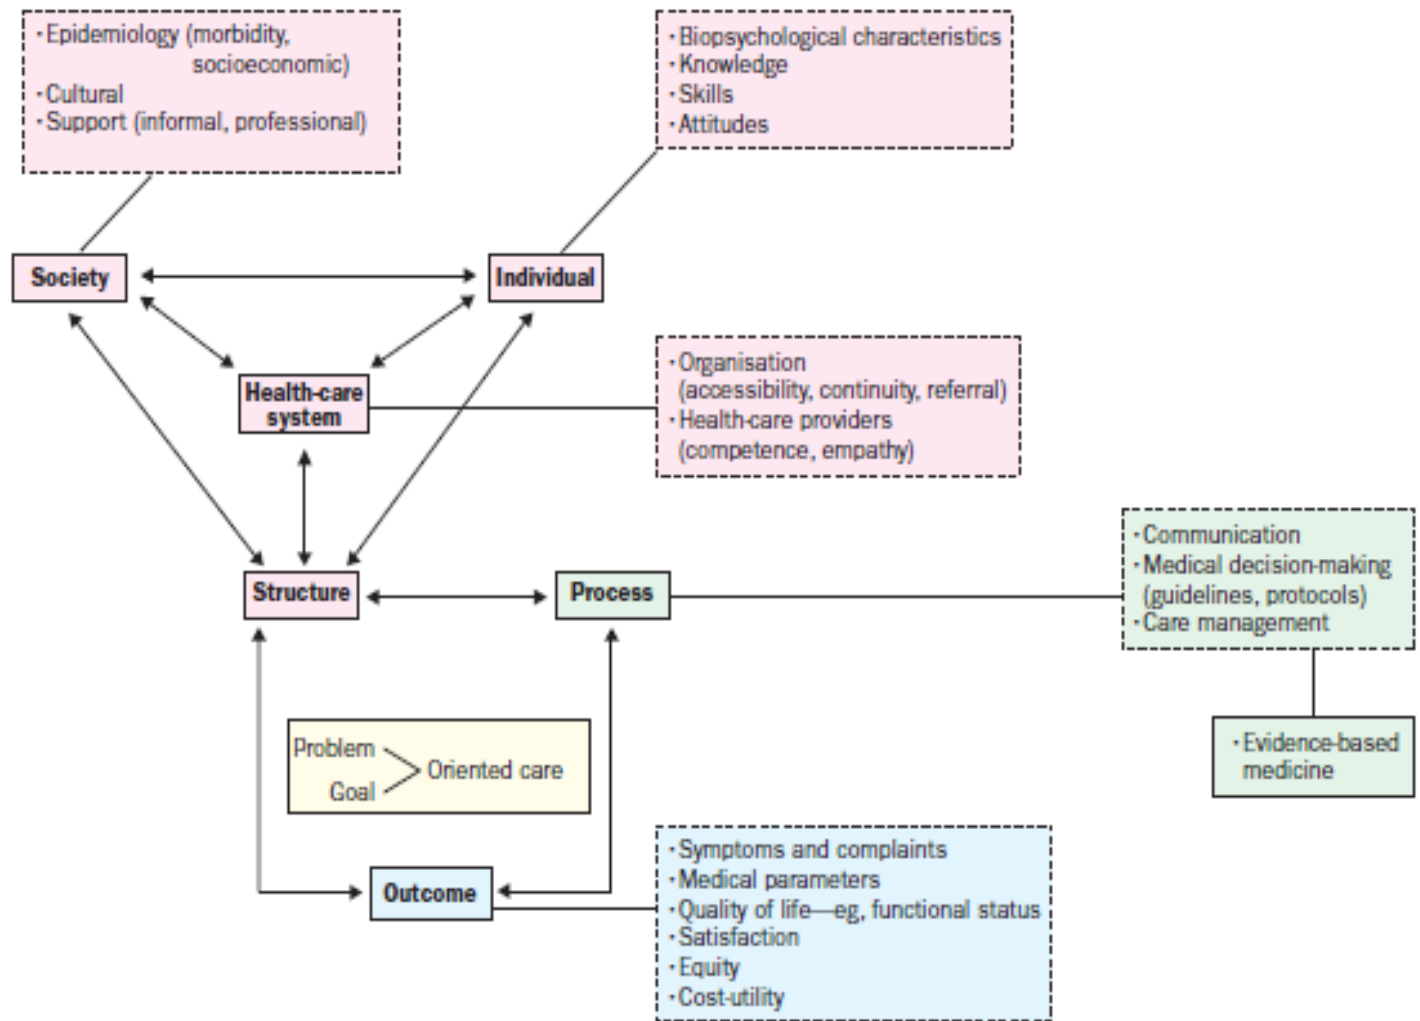 ·Epidemiology (morbidity,
socioeconomic)
·Cultural
·Support (informal, professional)
·Biopsychological characteristics
·Knowledge
·Skills
·Attitudes
Society
Individual
Health-care
system
·Organisation
(accessibility, continuity, referral)
·Health-care providers
(competence, empathy)
Structure
Process
·Communication
·Medical decision-making
(guidelines, protocols)
·Care management
·Evidence-based
medicine
Problem
Goal
Oriented care
Outcome
·Symptoms and complaints
·Medical parameters
·Quality of life—eg, functional status
·Satisfaction
·Equity
·Cost-utility